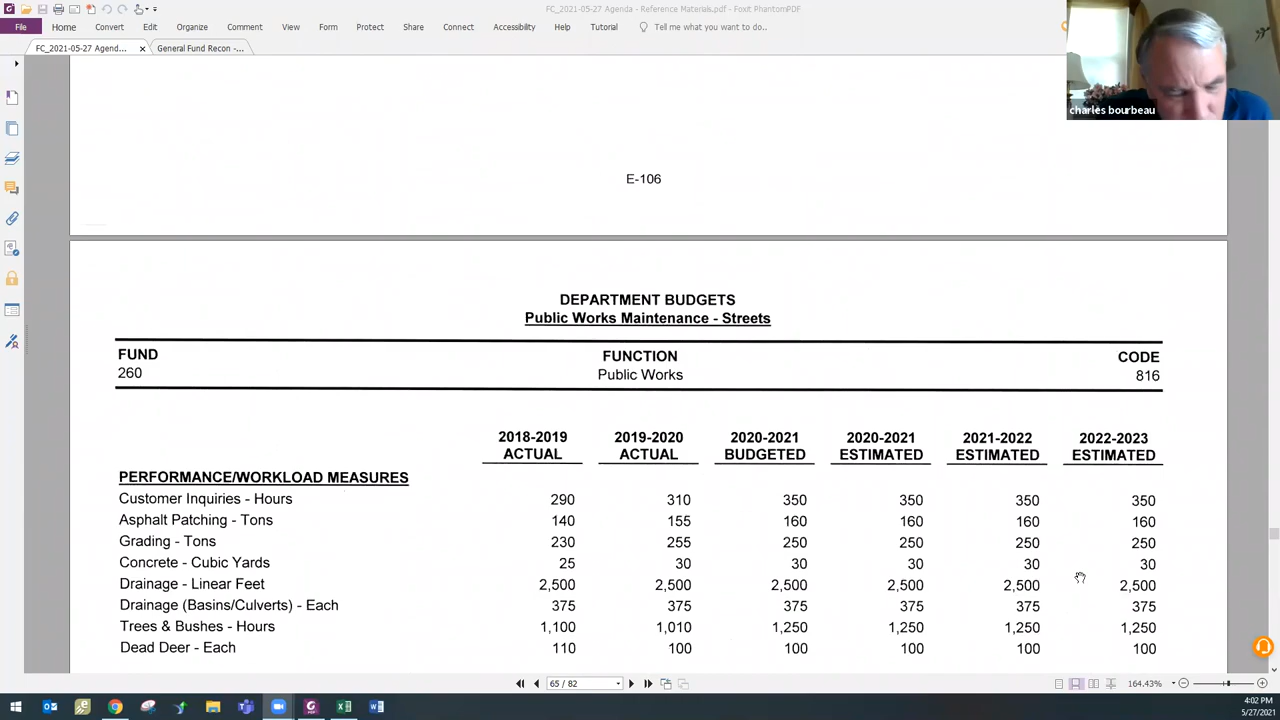 FC_2021-05-27 Agenda - Reference Materials.pdf - Foxit PhantomPDF
File Home Convert Edit Organize Comment View Form Protect Share Connect Accessibility Help Tutorial Tell me what you want to do..
FC_2021-05-27 Agend... × General Fund Recon -...
charles bourbeau
E-106
DEPARTMENT BUDGETS
Public Works Maintenance - Streets
FUND FUNCTION CODE
260 Public Works 816
2018-2019 2019-2020 2020-2021 2020-2021 2021-2022 2022-2023
ACTUAL ACTUAL BUDGETED ESTIMATED ESTIMATED ESTIMATED
PERFORMANCE/WORKLOAD MEASURES
Customer Inquiries - Hours 290 310 350 350 350 350
Asphalt Patching - Tons 140 155 160 160 160 160
Grading - Tons 230 255 250 250 250 250
Concrete - Cubic Yards 25 30 30 30 30 30
Drainage - Linear Feet 2,500 2,500 2,500 2,500 2,500 2,500
Drainage (Basins/Culverts) - Each 375 375 375 375 375 375
Trees & Bushes - Hours 1,100 1,010 1,250 1,250 1,250 1,250
Dead Deer - Each 110 100 100 100 100 100
65 / 82 164.43%
4:02 PM
5/27/2021